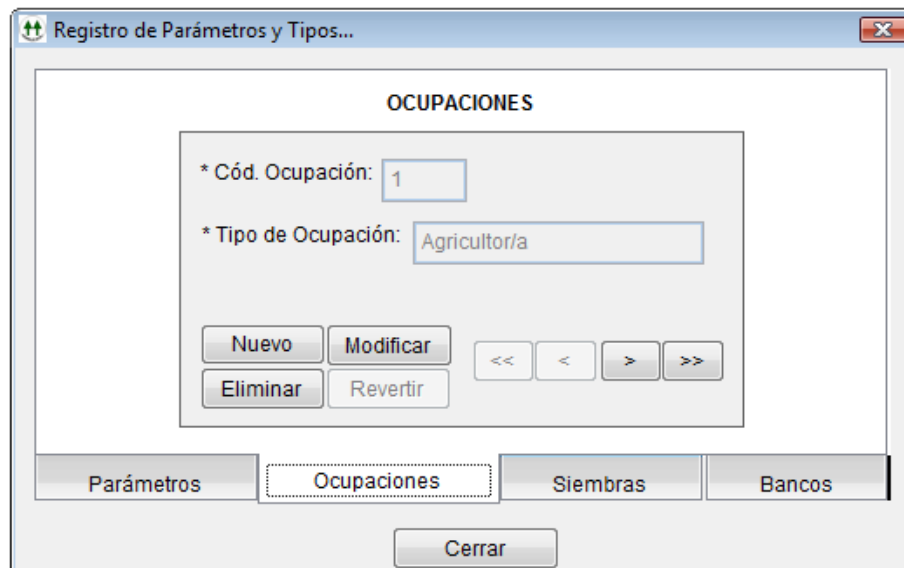 Registro de Parámetros y Tipos...
OCUPACIONES
* Cód. Ocupación: 1
* Tipo de Ocupación: Agricultor/a
Nuevo Modificar << < > >>
Eliminar Revertir
Parámetros Ocupaciones Siembras Bancos
Cerrar